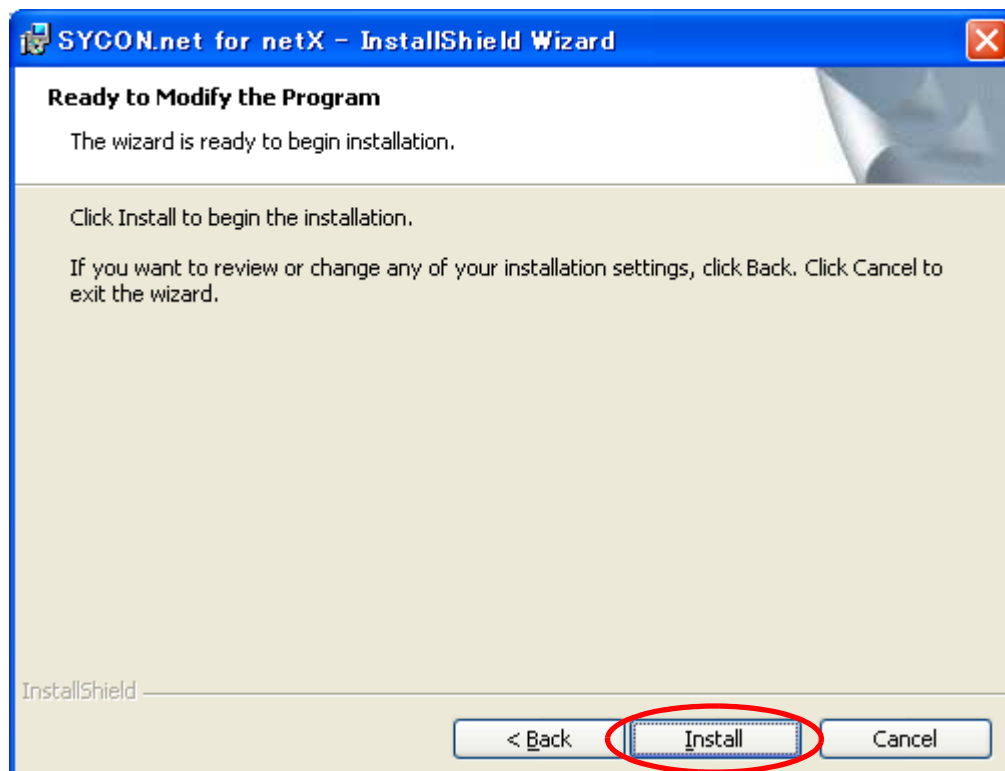 SYCON.net for netX - InstallShield Wizard
Ready to Modify the Program
The wizard is ready to begin installation.
Click Install to begin the installation.
If you want to review or change any of your installation settings, click Back. Click Cancel to
exit the wizard.
InstallShield
< Back
Install
Cancel